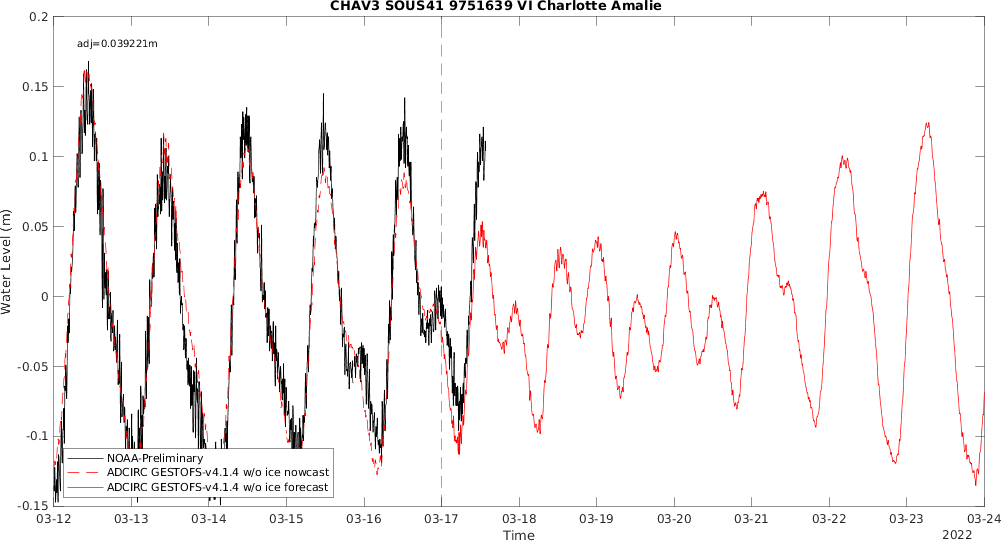 CHAV3 SOUS41 9751639 VI Charlotte Amalie
adj=0.039221m
0.2
0.15
0.1
0.05
0
-0.05
-0.1
-0.15
Water Level (m)
NOAA-Preliminary
ADCIRC GESTOFS-v4.1.4 w/o ice nowcast
ADCIRC GESTOFS-v4.1.4 w/o ice forecast
03-12 03-13 03-14 03-15 03-16 03-17 03-18 03-19 03-20 03-21 03-22 03-23 03-24
Time
2022